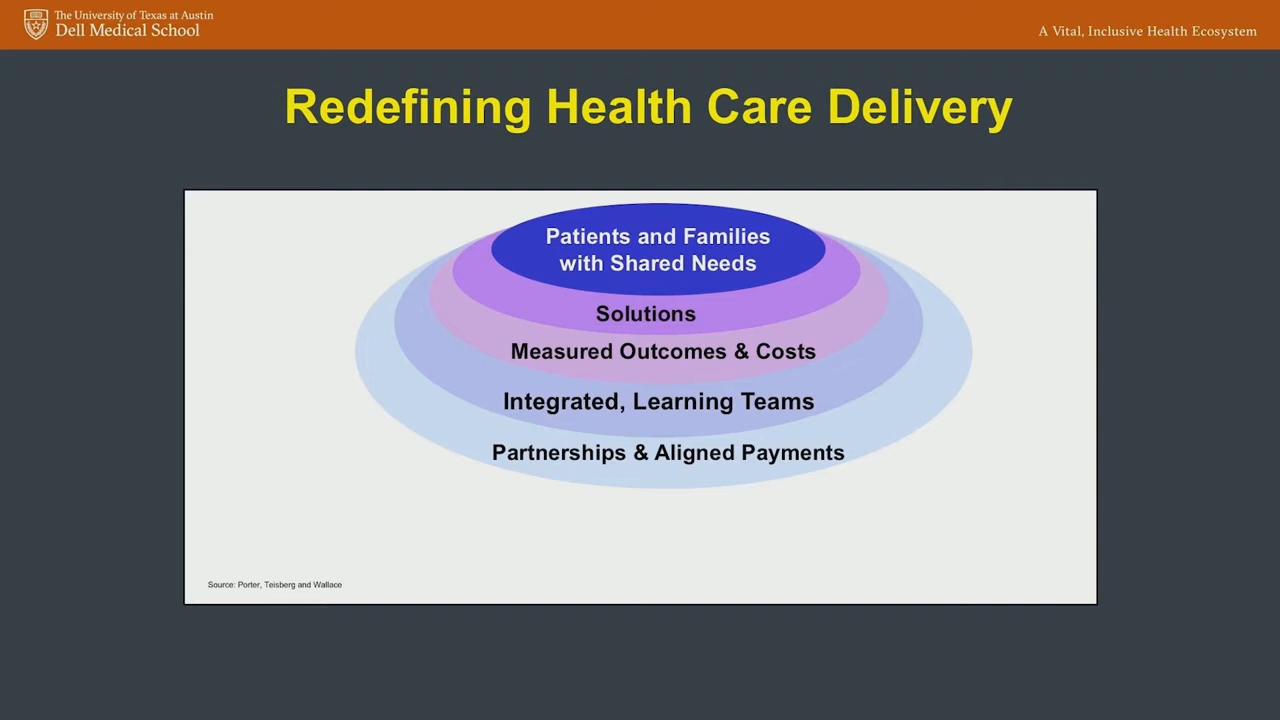 The University of Texas at Austin
Dell Medical School
A Vital, Inclusive Health Ecosystem
Redefining Health Care Delivery
Patients and Families
with Shared Needs
Solutions
Measured Outcomes & Costs
Integrated, Learning Teams
Partnerships & Aligned Payments
Source: Porter, Teisberg and Wallace